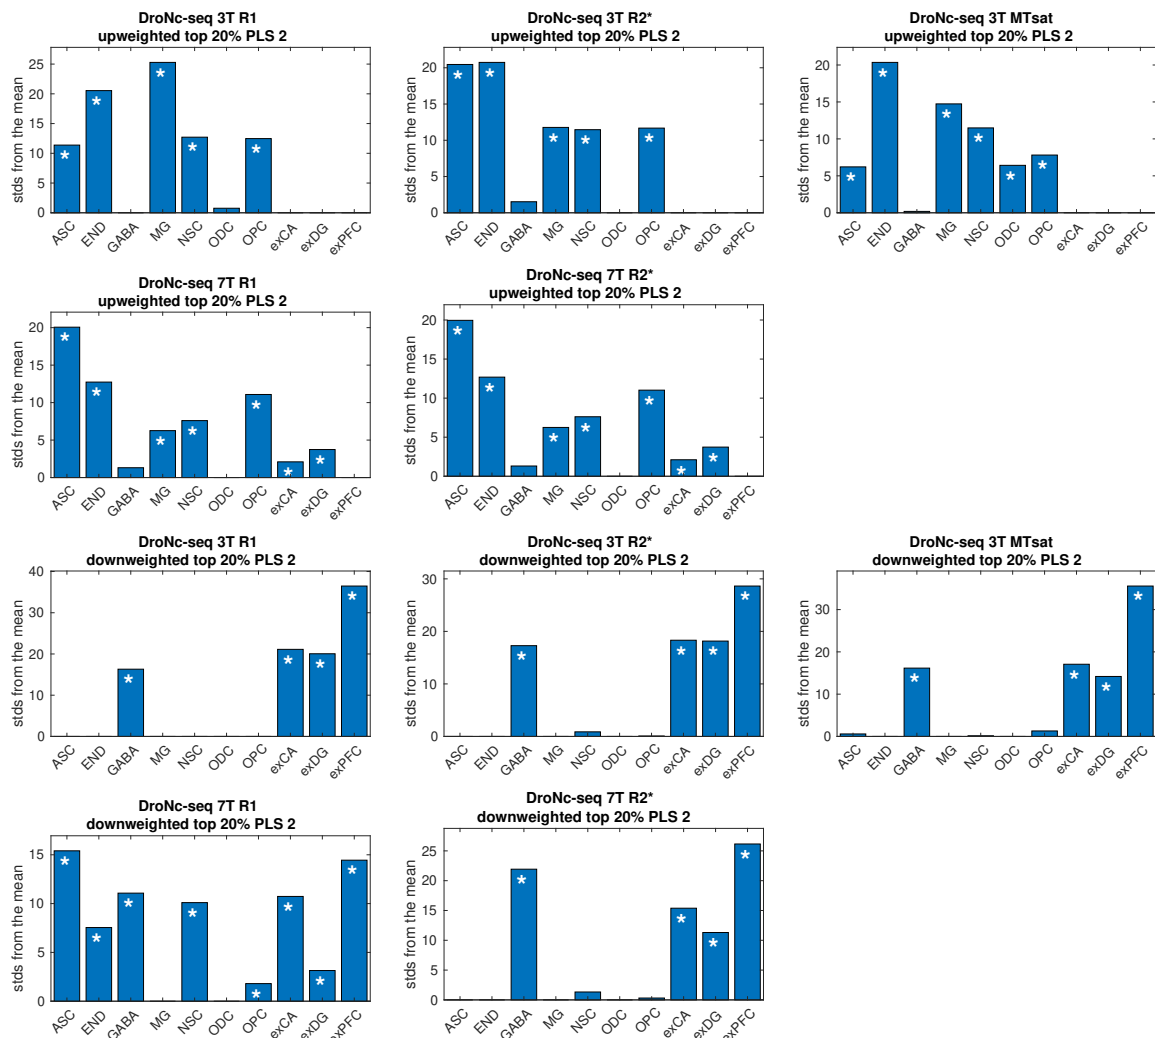 DroNc-seq 3T R1
upweighted top 20% PLS 2
stds from the mean
25
20
15
10
5
0
* * * * *
ASC END GABA MG NSC ODC OPC exCA exDG exPFC
DroNc-seq 3T R2*
upweighted top 20% PLS 2
stds from the mean
20
15
10
5
0
* * * * *
ASC END GABA MG NSC ODC OPC exCA exDG exPFC
DroNc-seq 3T MTsat
upweighted top 20% PLS 2
stds from the mean
20
15
10
5
0
* * * * * *
ASC END GABA MG NSC ODC OPC exCA exDG exPFC
DroNc-seq 7T R1
upweighted top 20% PLS 2
stds from the mean
20
15
10
5
0
* * * * * * *
ASC END GABA MG NSC ODC OPC exCA exDG exPFC
DroNc-seq 7T R2*
upweighted top 20% PLS 2
stds from the mean
20
15
10
5
0
* * * * * * *
ASC END GABA MG NSC ODC OPC exCA exDG exPFC
DroNc-seq 3T R1
downweighted top 20% PLS 2
stds from the mean
40
30
20
10
0
* * * *
ASC END GABA MG NSC ODC OPC exCA exDG exPFC
DroNc-seq 3T R2*
downweighted top 20% PLS 2
stds from the mean
30
20
10
0
* * * *
ASC END GABA MG NSC ODC OPC exCA exDG exPFC
DroNc-seq 3T MTsat
downweighted top 20% PLS 2
stds from the mean
30
20
10
0
* * * *
ASC END GABA MG NSC ODC OPC exCA exDG exPFC
DroNc-seq 7T R1
downweighted top 20% PLS 2
stds from the mean
15
10
5
0
* * * * * * * *
ASC END GABA MG NSC ODC OPC exCA exDG exPFC
DroNc-seq 7T R2*
downweighted top 20% PLS 2
stds from the mean
25
20
15
10
5
0
* * * *
ASC END GABA MG NSC ODC OPC exCA exDG exPFC